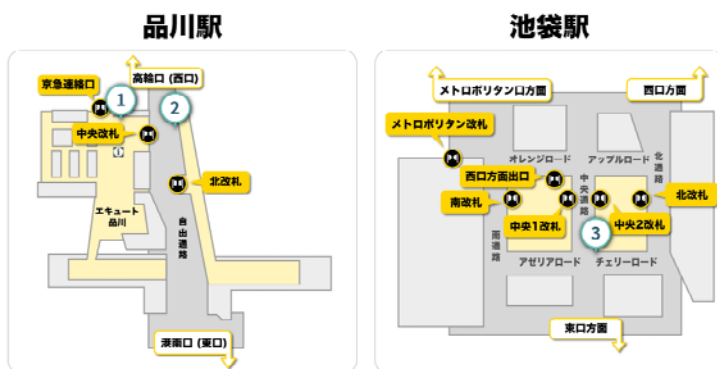 品川駅
池袋駅
高輪口 (西口)
京急連絡口
1
2
中央改札
北改札
エキュート
品川
自由通路
港南口 (東口)
メトロポリタン口方面
西口方面
メトロポリタン改札
オレンジロード
アップルロード
北通路
西口方面出口
中央通路
南改札
北改札
中央1改札
中央2改札
3
南通路
アゼリアロード
チェリーロード
東口方面